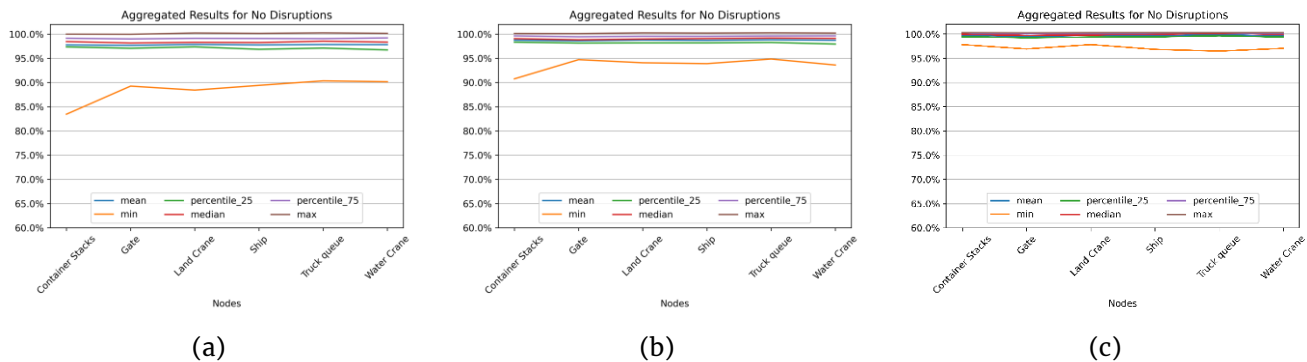 Aggregated Results for No Disruptions
100.0%
95.0%
90.0%
85.0%
80.0%
75.0%
70.0%
65.0%
60.0%
mean
percentile_25
percentile_75
min
median
max
Container Stacks
Gate
Land Crane
Ship
Truck queue
Water Crane
Nodes
(a)
Aggregated Results for No Disruptions
100.0%
95.0%
90.0%
85.0%
80.0%
75.0%
70.0%
65.0%
60.0%
mean
percentile_25
percentile_75
min
median
max
Container Stacks
Gate
Land Crane
Ship
Truck queue
Water Crane
Nodes
(b)
Aggregated Results for No Disruptions
100.0%
95.0%
90.0%
85.0%
80.0%
75.0%
70.0%
65.0%
60.0%
mean
percentile_25
percentile_75
min
median
max
Container Stacks
Gate
Land Crane
Ship
Truck queue
Water Crane
Nodes
(c)